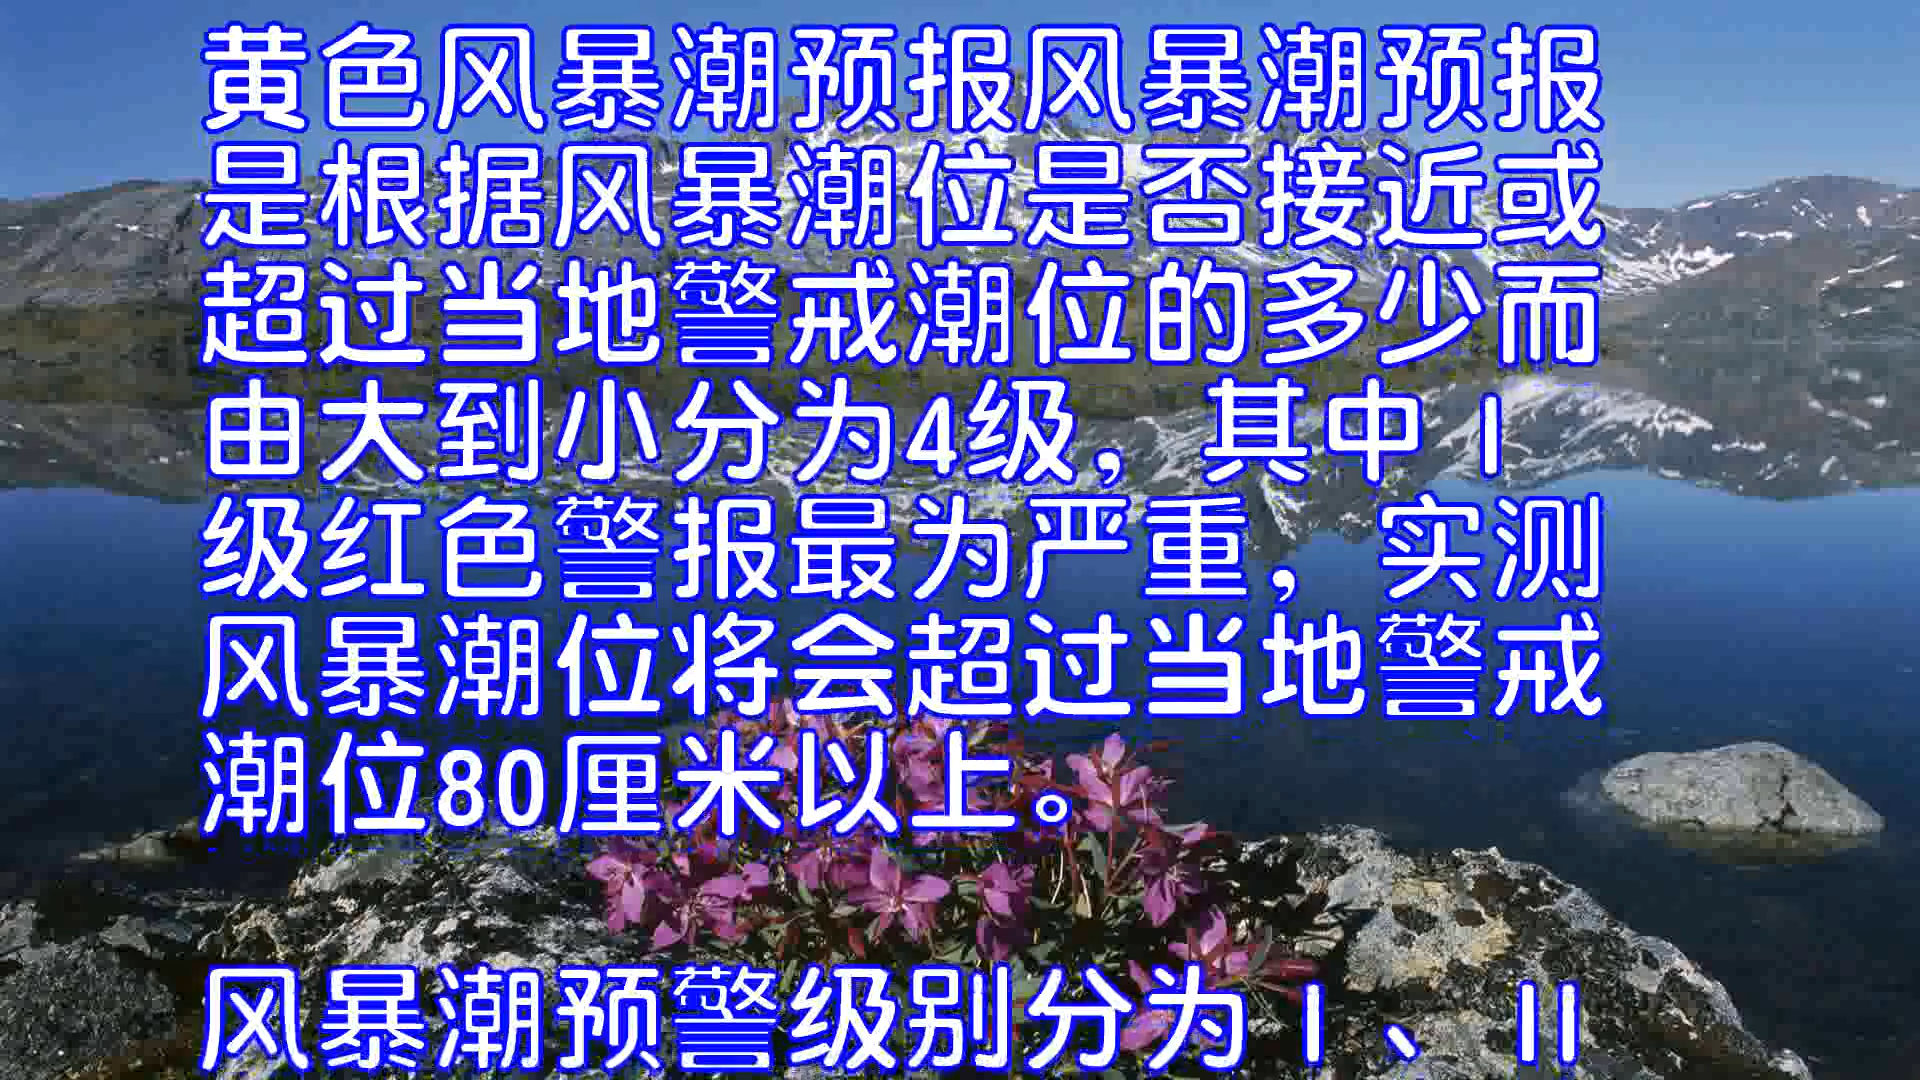 黄色风暴潮预报风暴潮预报
是根据风暴潮位是否接近或
超过当地警戒潮位的多少而
由大到小分为4级，其中Ⅰ
级红色警报最为严重，实测
风暴潮位将会超过当地警戒
潮位80厘米以上。
风暴潮预警级别分为Ⅰ、Ⅱ